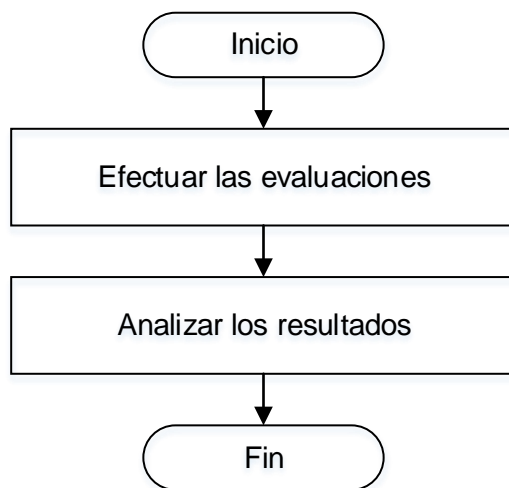 Inicio
Efectuar las evaluaciones
Analizar los resultados
Fin